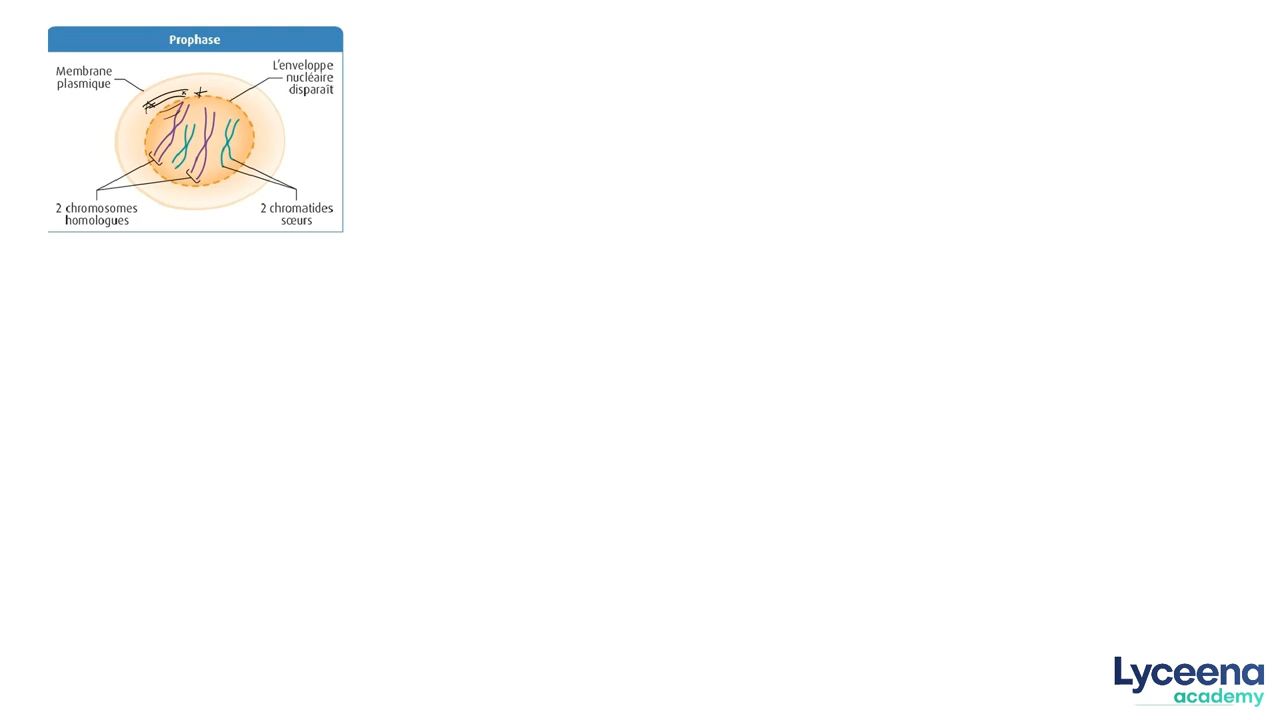 Prophase
Membrane
plasmique
L'enveloppe
nucléaire
disparaît
2 chromosomes
homologues
2 chromatides
sœurs
Lyceena
academy